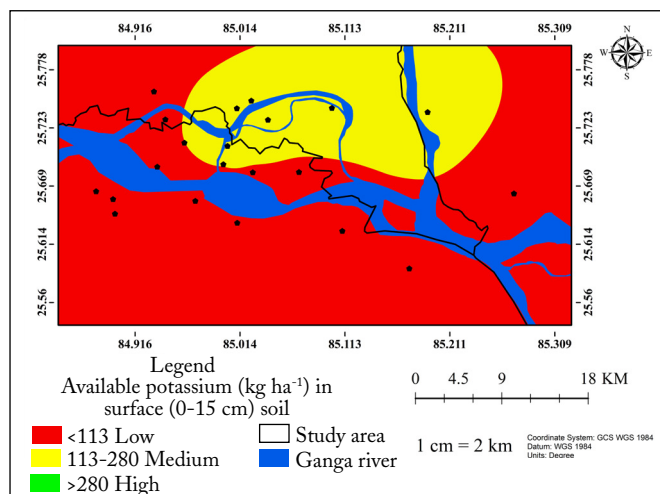 84.916 85.014 85.113 85.211 85.309
N
W E
S
25.778 25.778
25.723 25.723
25.669 25.669
25.614 25.614
25.56 25.56
84.916 85.014 85.113 85.211 85.309
Legend
Available potassium (kg ha⁻¹) in
surface (0-15 cm) soil
<113 Low
113-280 Medium
>280 High
Study area
Ganga river
0 4.5 9 18 KM
1 cm = 2 km
Coordinate System: GCS WGS 1984
Datum: WGS 1984
Units: Degree